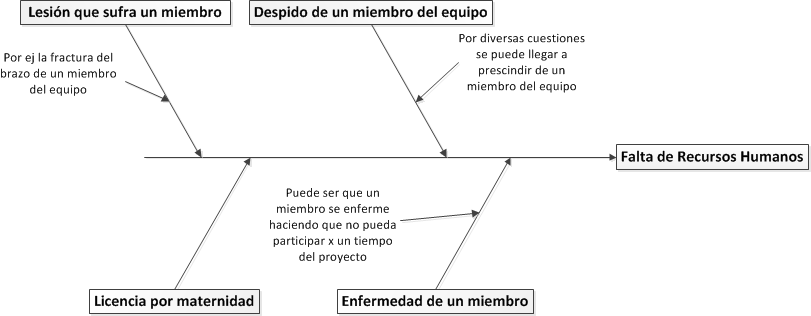 Lesión que sufra un miembro
Despido de un miembro del equipo
Por ej la fractura del
brazo de un miembro
del equipo
Por diversas cuestiones
se puede llegar a
prescindir de un
miembro del equipo
Falta de Recursos Humanos
Puede ser que un
miembro se enferme
haciendo que no pueda
participar x un tiempo
del proyecto
Licencia por maternidad
Enfermedad de un miembro